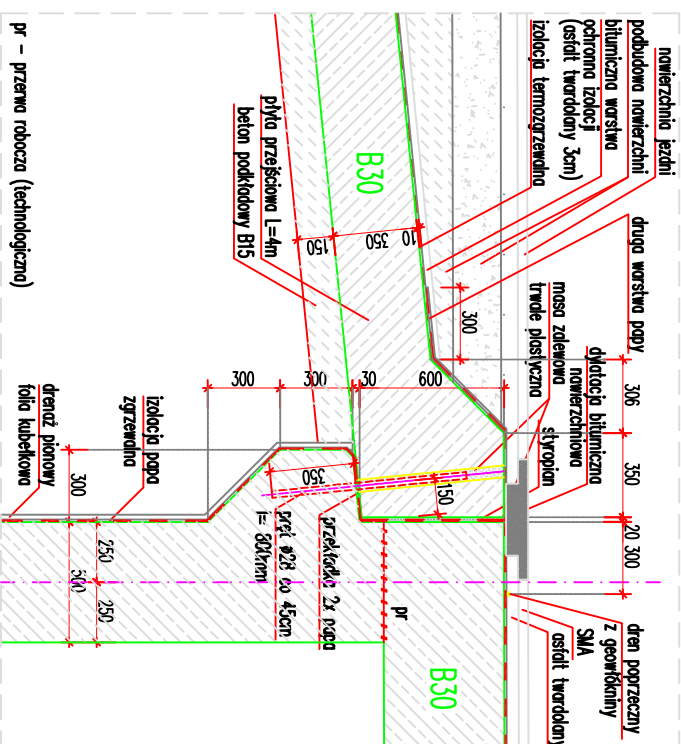 nawierzchnia jezdni
podbudowa nawierzchni
bitumiczna warstwa
ochronna izolacji
(asfalt twardolany 3cm)
izolacja termozgrzewalna
druga warstwa papy
masa zalewowa
trwale plastyczna
dylatacja bitumiczna
nawierzchniowa
styropian
dren poprzeczny
z geowłókniny
SMA
asfalt twardolany
300
306
350
20
300
B30
10
350
150
płyta przejściowa L=4m
beton podkładowy B15
600
30
300
300
350
150
przekładka 2x papa
pręt ø28 co 45cm
l= 800mm
pr
B30
izolacja papą
zgrzewalna
drenaż pionowy
folia kubełkowa
300
250
250
500
pr – przerwa robocza (technologiczna)